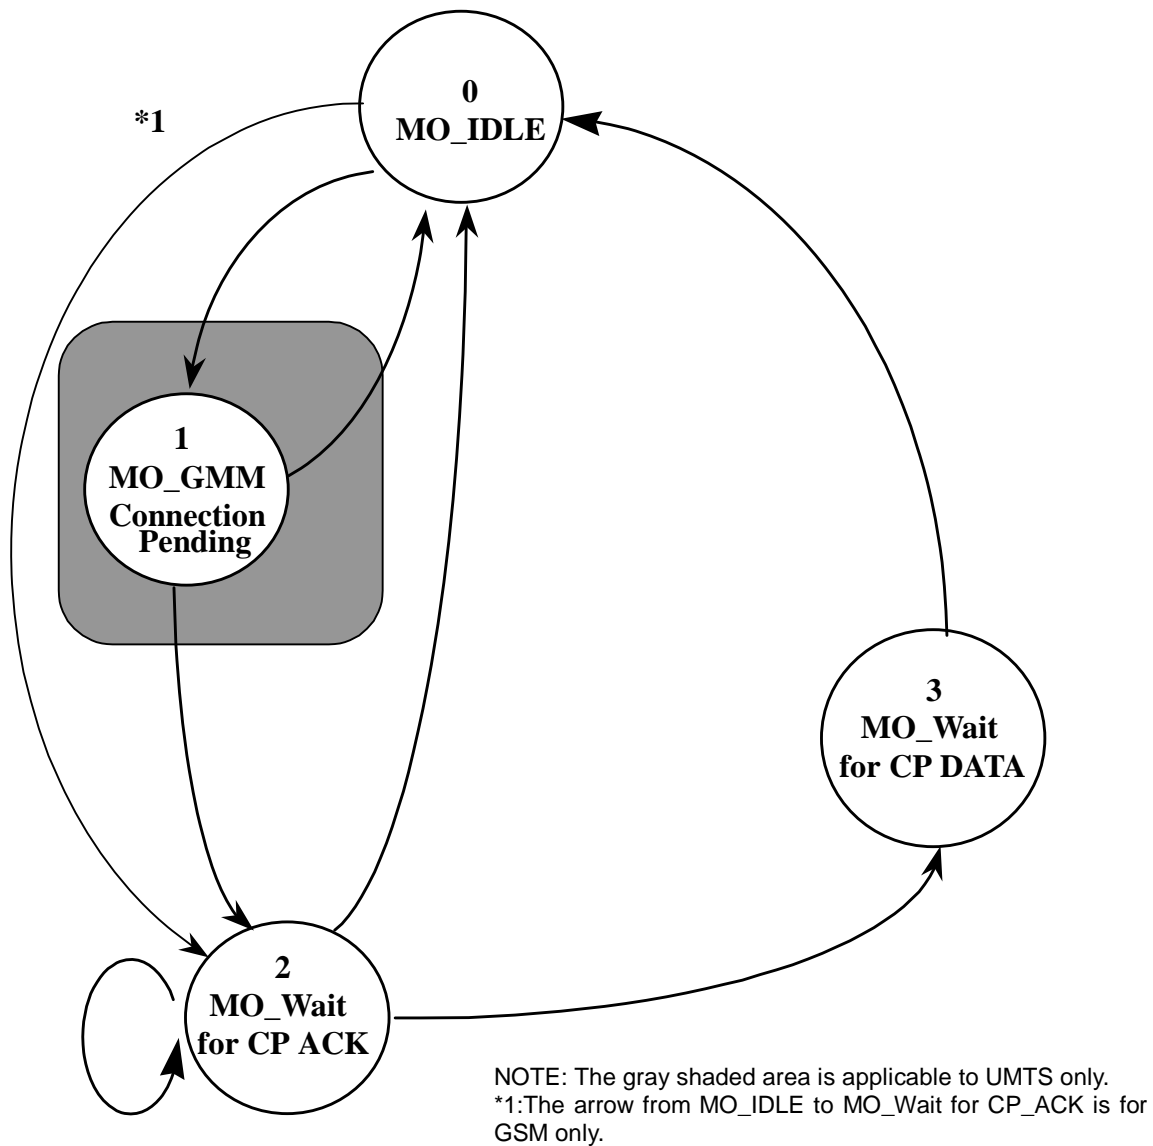 0
MO_IDLE
*1
1
MO_GMM
Connection
Pending
3
MO_Wait
for CP DATA
2
MO_Wait
for CP ACK
NOTE: The gray shaded area is applicable to UMTS only.
*1:The arrow from MO_IDLE to MO_Wait for CP_ACK is for
GSM only.